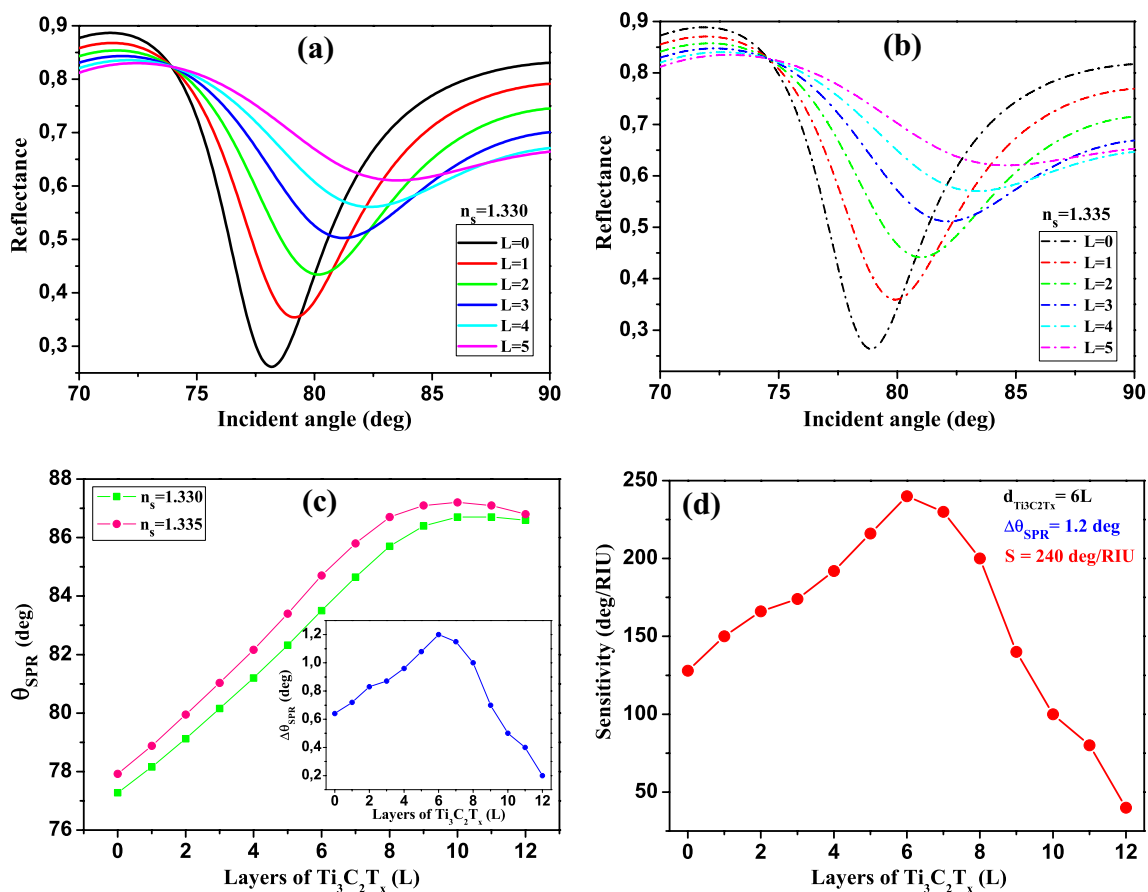 (a)
0,9
0,8
0,7
0,6
0,5
0,4
0,3
Reflectance
n_s=1.330
L=0
L=1
L=2
L=3
L=4
L=5
70 75 80 85 90
Incident angle (deg)
(b)
0,9
0,8
0,7
0,6
0,5
0,4
0,3
Reflectance
n_s=1.335
L=0
L=1
L=2
L=3
L=4
L=5
70 75 80 85 90
Incident angle (deg)
(c)
n_s=1.330
n_s=1.335
88
86
84
82
80
78
76
θ_SPR (deg)
1,2
1,0
0,8
0,6
0,4
0,2
Δθ_SPR (deg)
0 2 4 6 8 10 12
Layers of Ti₃C₂Tₓ (L)
0 2 4 6 8 10 12
Layers of Ti₃C₂Tₓ (L)
(d)
d_Ti3C2Tx = 6L
Δθ_SPR= 1.2 deg
S = 240 deg/RIU
250
200
150
100
50
Sensitivity (deg/RIU)
0 2 4 6 8 10 12
Layers of Ti₃C₂Tₓ (L)